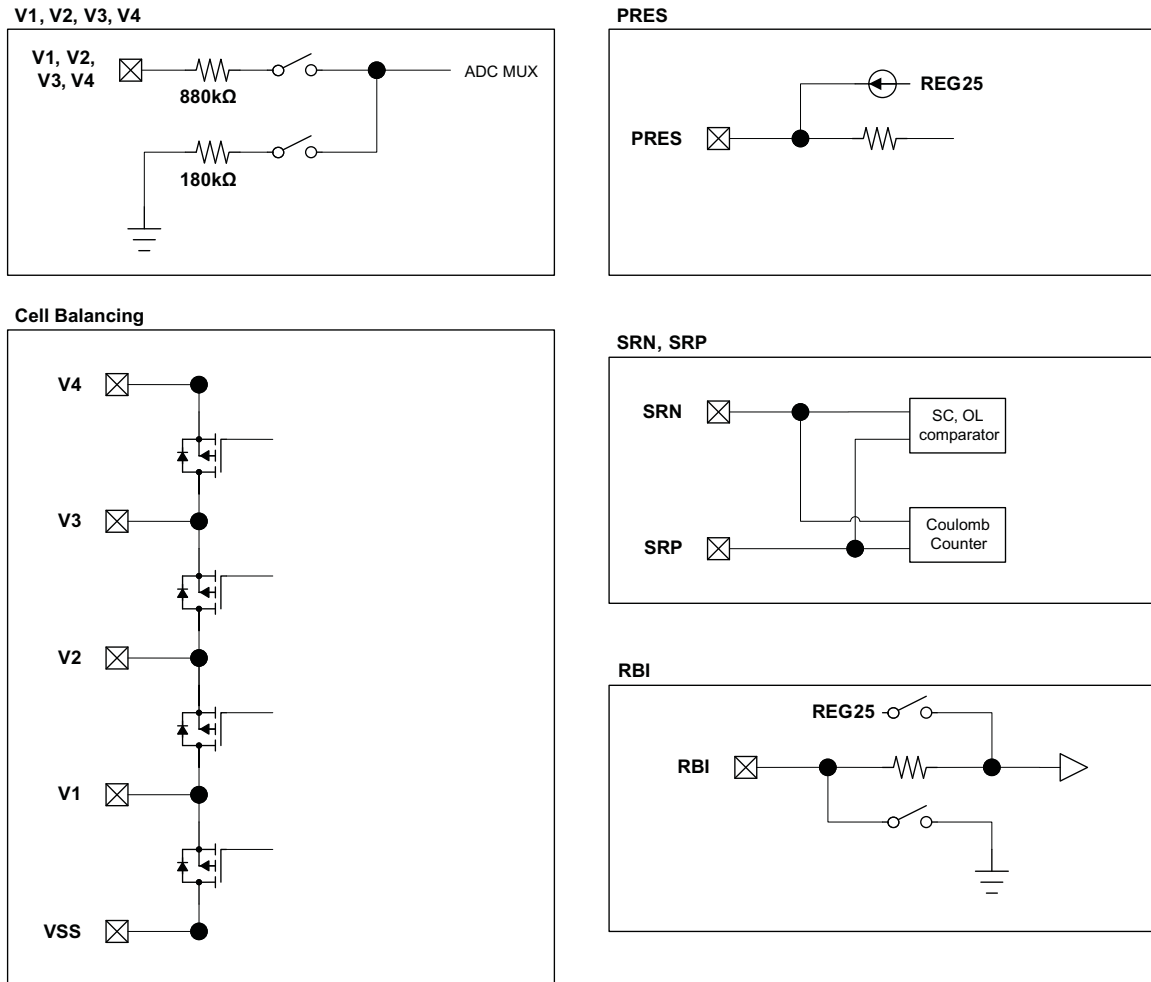 V1, V2, V3, V4
V1, V2,
V3, V4
880kΩ
ADC MUX
180kΩ
PRES
REG25
PRES
Cell Balancing
V4
V3
V2
V1
VSS
SRN, SRP
SRN
SC, OL
comparator
SRP
Coulomb
Counter
RBI
REG25
RBI